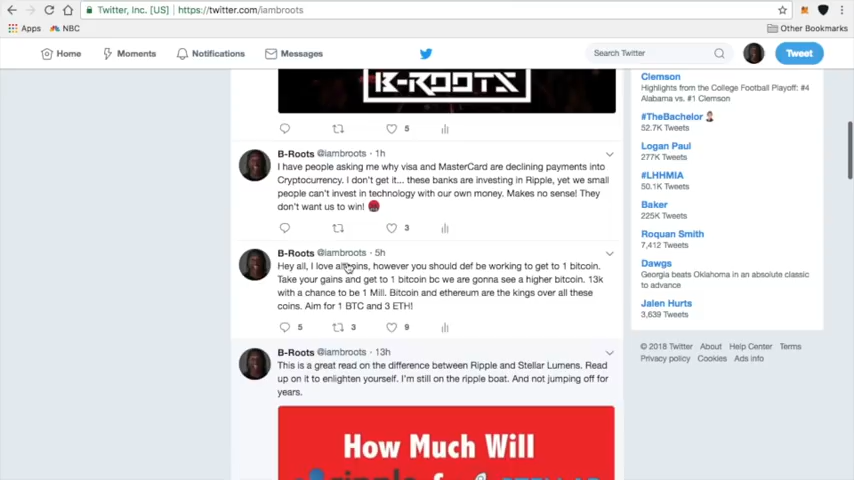 Twitter, Inc. [US]
https://twitter.com/iambroots
Apps
NBC
Other Bookmarks
Home
Moments
Notifications
Messages
Search Twitter
Tweet
B-ROOTS
5
B-Roots @iambroots · 1h
I have people asking me why visa and MasterCard are declining payments into
Cryptocurrency. I don't get it... these banks are investing in Ripple, yet we small
people can't invest in technology with our own money. Makes no sense! They
don't want us to win!
3
B-Roots @iambroots · 5h
Hey all, I love altcoins, however you should def be working to get to 1 bitcoin.
Take your gains and get to 1 bitcoin bc we are gonna see a higher bitcoin. 13k
with a chance to be 1 Mill. Bitcoin and ethereum are the kings over all these
coins. Aim for 1 BTC and 3 ETH!
5
3
9
B-Roots @iambroots · 13h
This is a great read on the difference between Ripple and Stellar Lumens. Read
up on it to enlighten yourself. I'm still on the ripple boat. And not jumping off for
years.
How Much Will
Clemson
Highlights from the College Football Playoff: #4
Alabama vs. #1 Clemson
#TheBachelor
52.7K Tweets
Logan Paul
277K Tweets
#LHHMIA
50.1K Tweets
Baker
225K Tweets
Roquan Smith
7,412 Tweets
Dawgs
Georgia beats Oklahoma in an absolute classic
to advance
Jalen Hurts
3,639 Tweets
© 2018 Twitter About Help Center Terms
Privacy policy Cookies Ads info